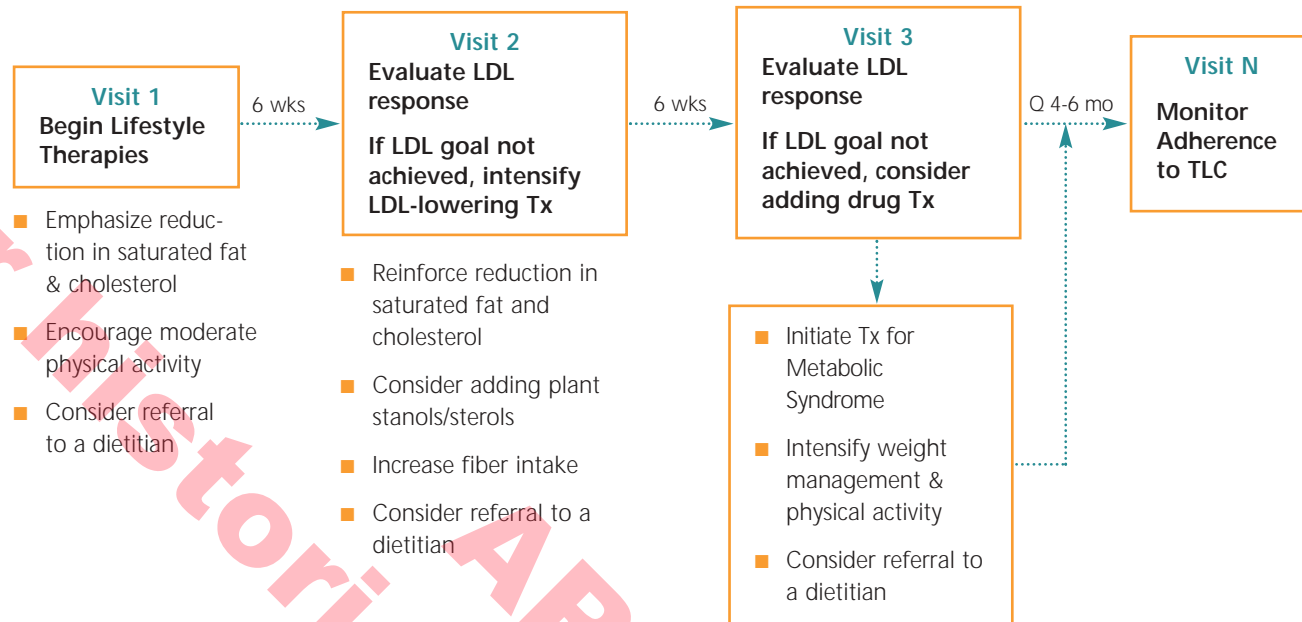 Visit 1
Begin Lifestyle
Therapies
■ Emphasize reduc-
tion in saturated fat
& cholesterol
■ Encourage moderate
physical activity
■ Consider referral
to a dietitian
6 wks
Visit 2
Evaluate LDL
response
If LDL goal not
achieved, intensify
LDL-lowering Tx
■ Reinforce reduction in
saturated fat and
cholesterol
■ Consider adding plant
stanols/sterols
■ Increase fiber intake
■ Consider referral to a
dietitian
6 wks
Visit 3
Evaluate LDL
response
If LDL goal not
achieved, consider
adding drug Tx
■ Initiate Tx for
Metabolic
Syndrome
■ Intensify weight
management &
physical activity
■ Consider referral to
a dietitian
Q 4-6 mo
Visit N
Monitor
Adherence
to TLC